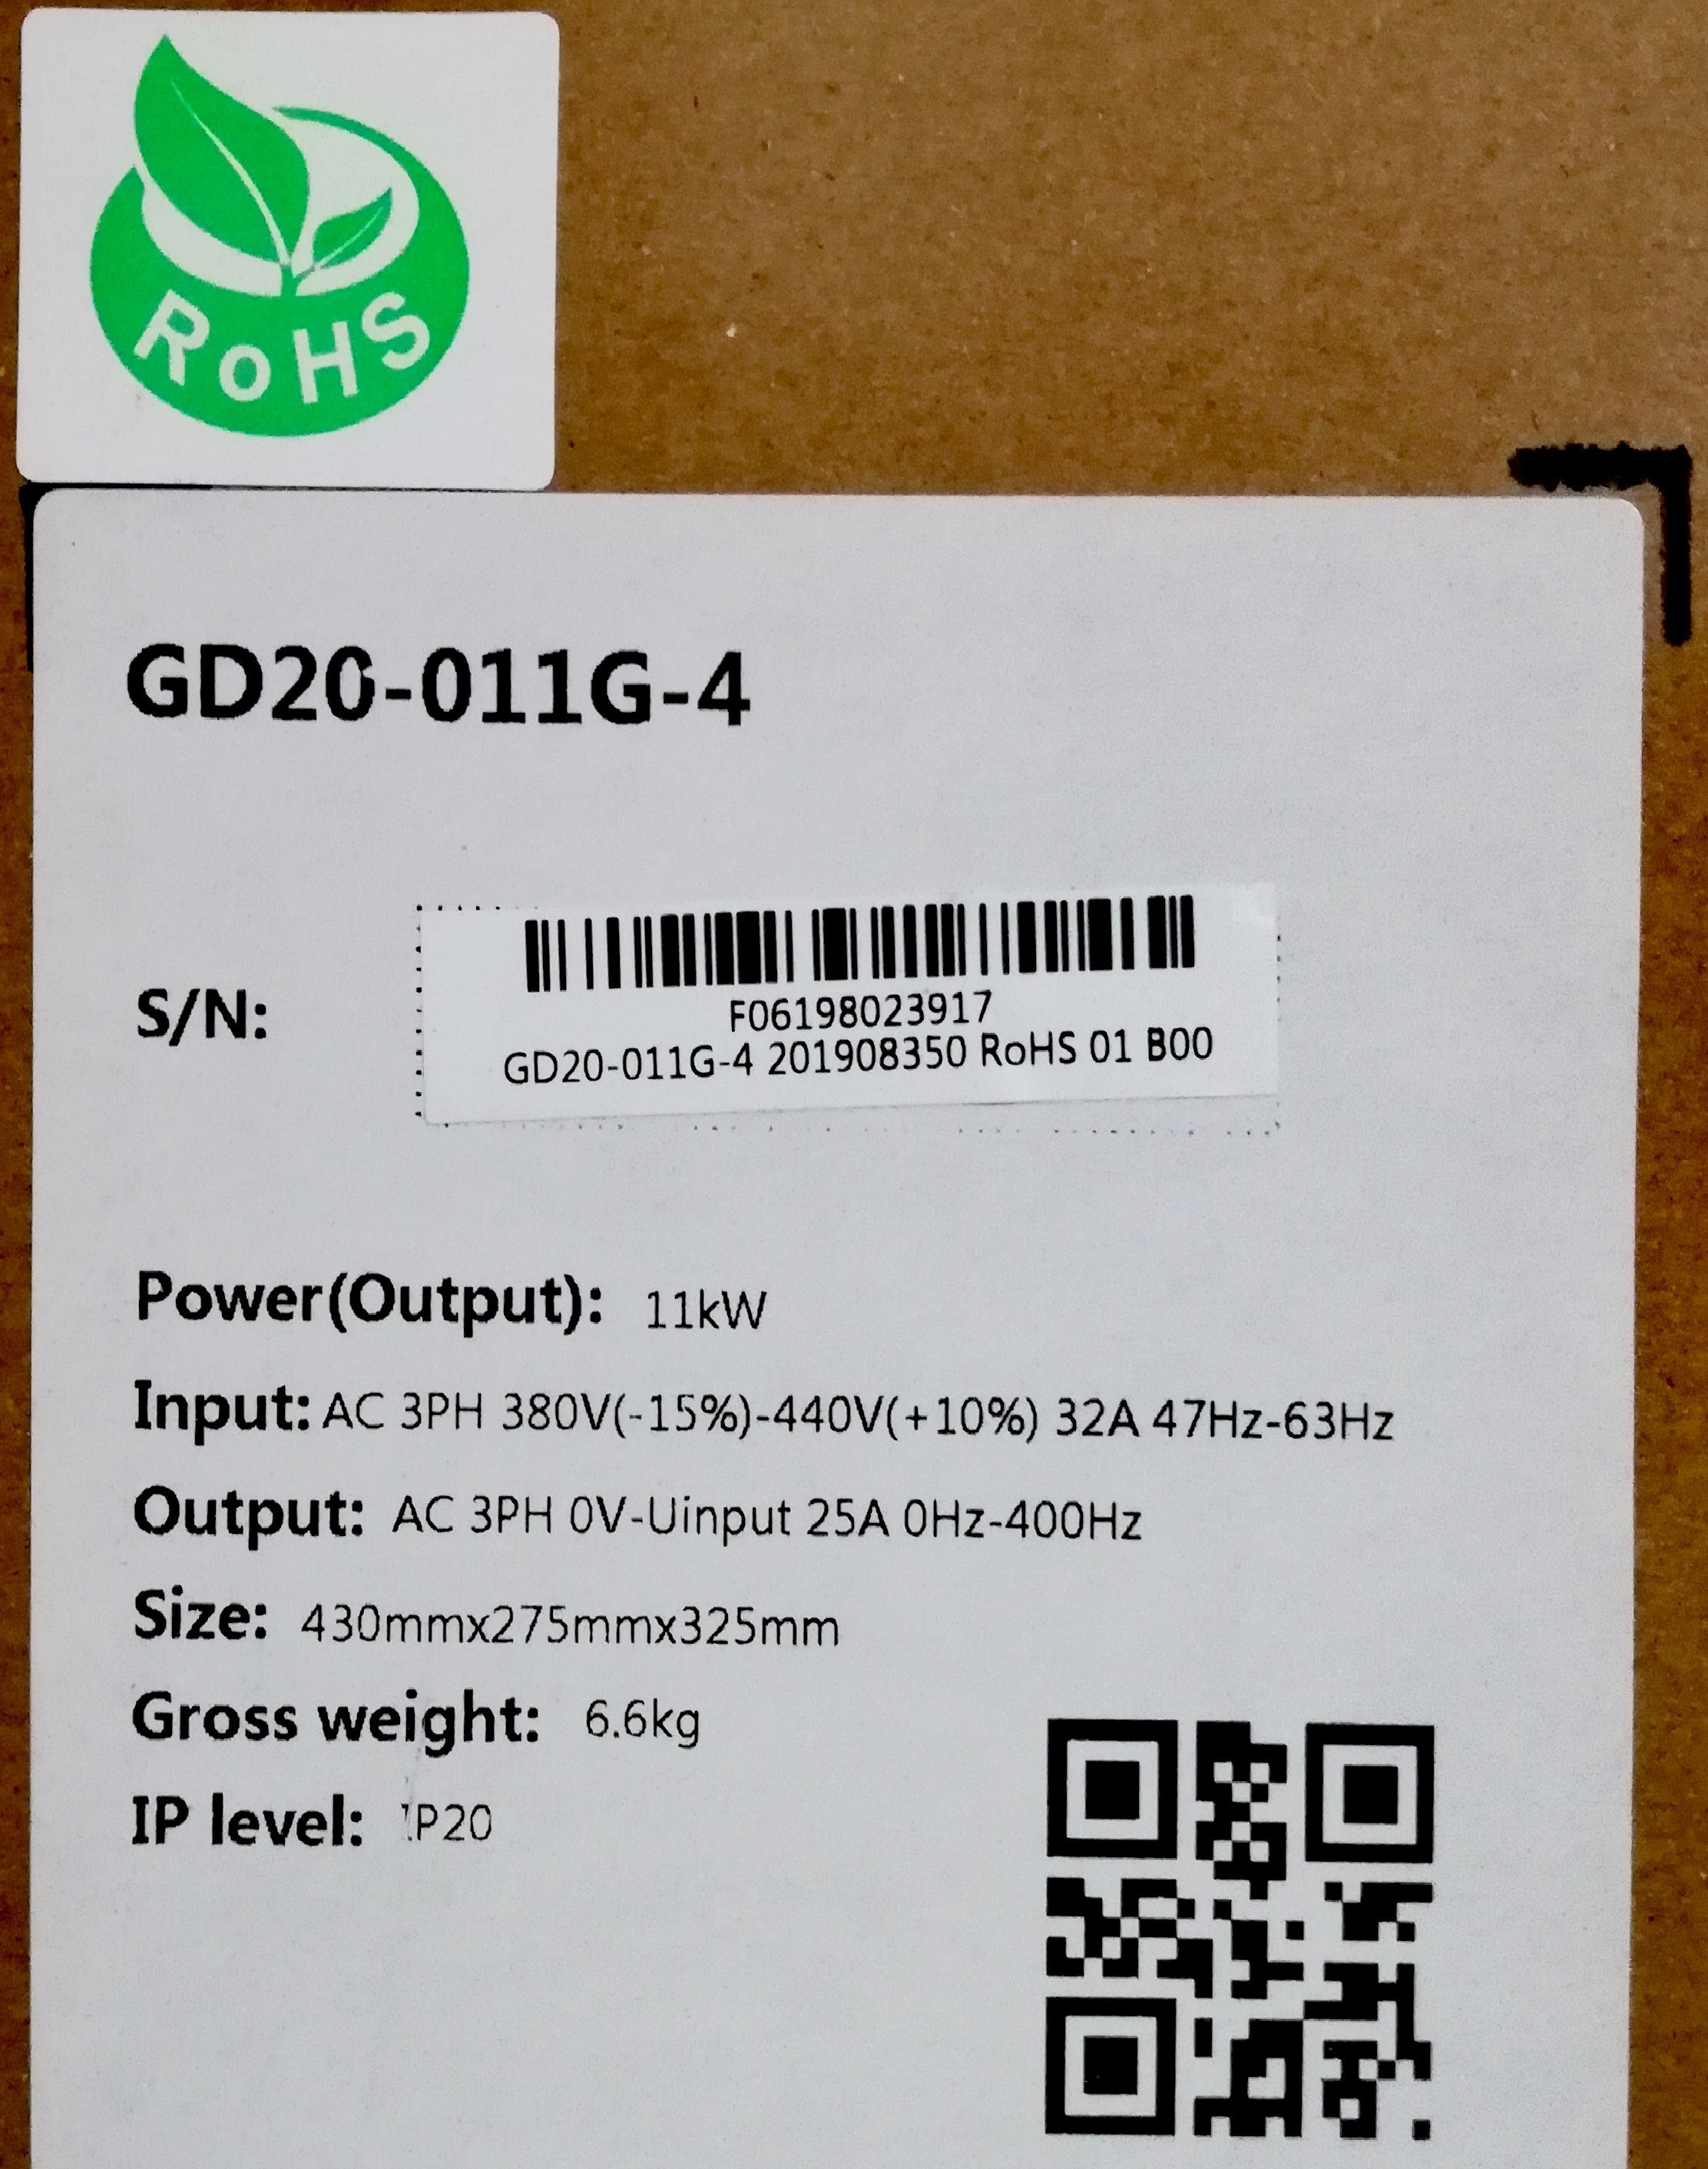 RoHS
GD20-011G-4
S/N:
F06198023917
GD20-011G-4 201908350 RoHS 01 B00
Power(Output): 11kW
Input: AC 3PH 380V(-15%)-440V(+10%) 32A 47Hz-63Hz
Output: AC 3PH 0V-Uinput 25A 0Hz-400Hz
Size: 430mmx275mmx325mm
Gross weight: 6.6kg
IP level: IP20